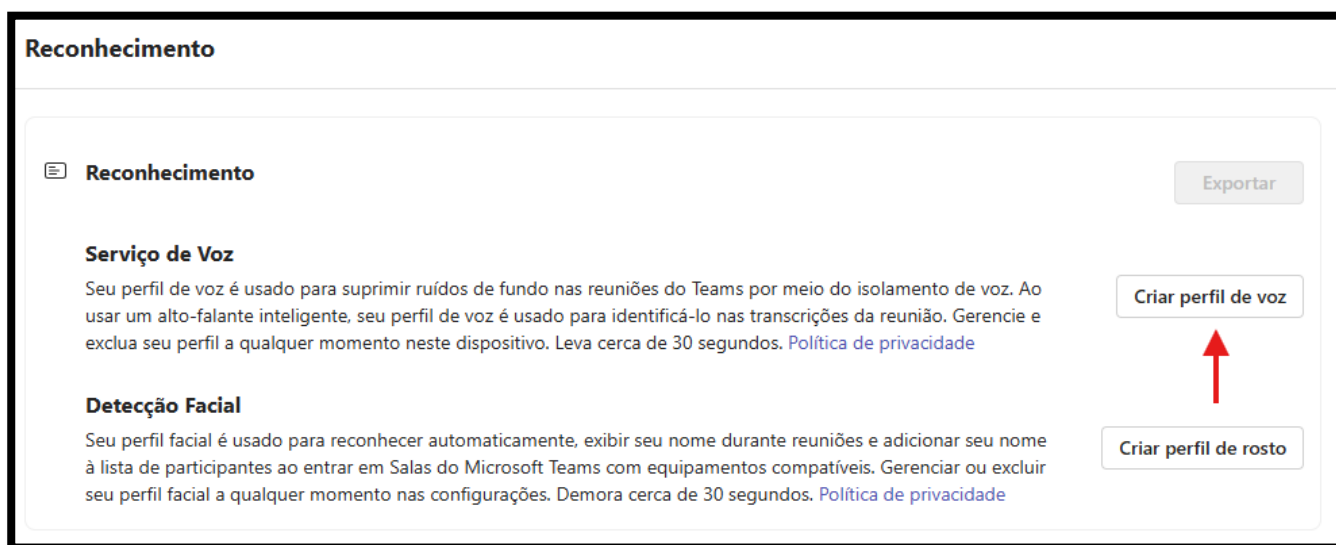 Reconhecimento
Reconhecimento
Exportar
Serviço de Voz
Seu perfil de voz é usado para suprimir ruídos de fundo nas reuniões do Teams por meio do isolamento de voz. Ao
usar um alto-falante inteligente, seu perfil de voz é usado para identificá-lo nas transcrições da reunião. Gerencie e
exclua seu perfil a qualquer momento neste dispositivo. Leva cerca de 30 segundos. Política de privacidade
Criar perfil de voz
Detecção Facial
Seu perfil facial é usado para reconhecer automaticamente, exibir seu nome durante reuniões e adicionar seu nome
à lista de participantes ao entrar em Salas do Microsoft Teams com equipamentos compatíveis. Gerenciar ou excluir
seu perfil facial a qualquer momento nas configurações. Demora cerca de 30 segundos. Política de privacidade
Criar perfil de rosto